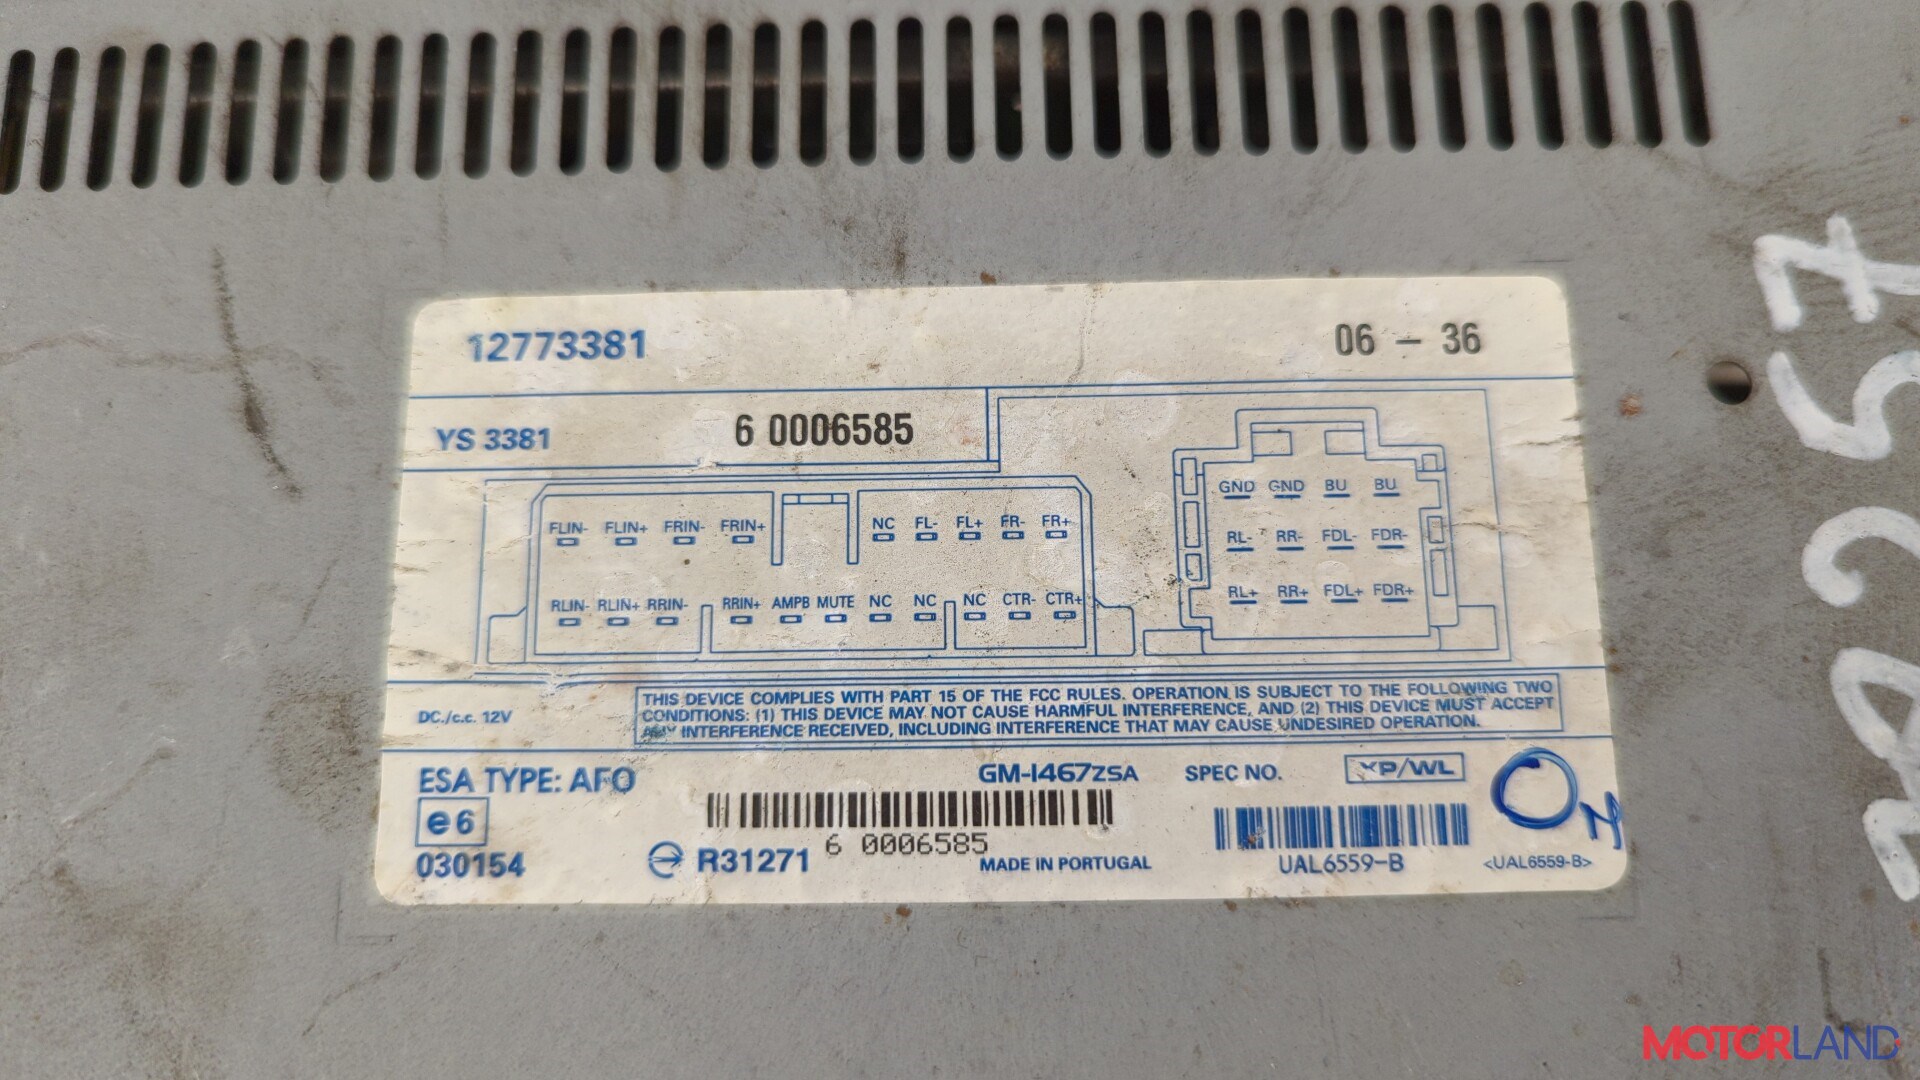 12773381
06 - 36
YS 3381
6 0006585
FLIN- FLIN+ FRIN- FRIN+ NC FL- FL+ FR- FR+
RLIN- RLIN+ RRIN- RRIN+ AMPB MUTE NC NC NC CTR- CTR+
GND GND BU BU
RL- RR- FDL- FDR-
RL+ RR+ FDL+ FDR+
DC./c.c. 12V
THIS DEVICE COMPLIES WITH PART 15 OF THE FCC RULES. OPERATION IS SUBJECT TO THE FOLLOWING TWO
CONDITIONS: (1) THIS DEVICE MAY NOT CAUSE HARMFUL INTERFERENCE, AND (2) THIS DEVICE MUST ACCEPT
ANY INTERFERENCE RECEIVED, INCLUDING INTERFERENCE THAT MAY CAUSE UNDESIRED OPERATION.
ESA TYPE: AFO
GM-1467ZSA
SPEC NO.
XP/WL
e6
030154
R31271
6 0006585
MADE IN PORTUGAL
UAL6559-B
<UAL6559-B>
MOTORLAND